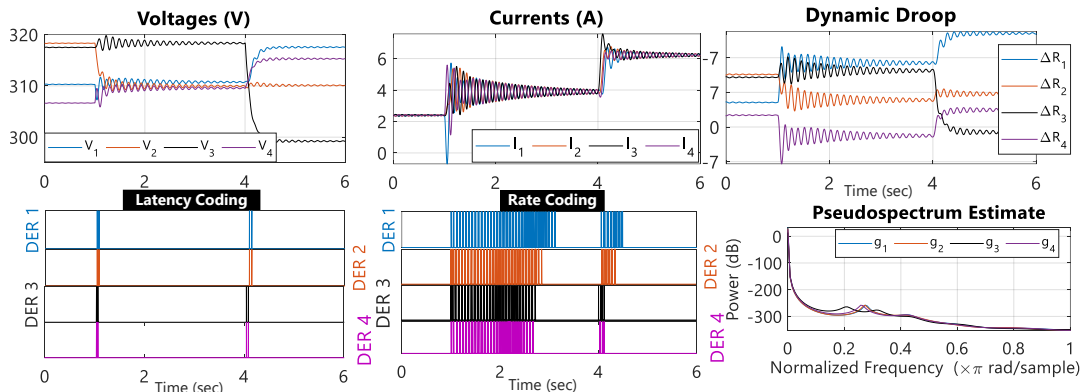 Voltages (V)
320
310
300
V1 V2 V3 V4
0 2 4 6
Currents (A)
6
4
2
0
I1 I2 I3 I4
0 2 4 6
Dynamic Droop
-7
7
0
-7
ΔR1
ΔR2
ΔR3
ΔR4
0 2 4 6
Time (sec)
Latency Coding
DER 1
DER 2
DER 3
DER 4
0 2 4 6
Time (sec)
Rate Coding
DER 1
DER 2
DER 3
DER 4
0 2 4 6
Time (sec)
Pseudospectrum Estimate
g1 g2 g3 g4
Power (dB)
0
-100
-200
-300
0 0.2 0.4 0.6 0.8 1
Normalized Frequency (×π rad/sample)